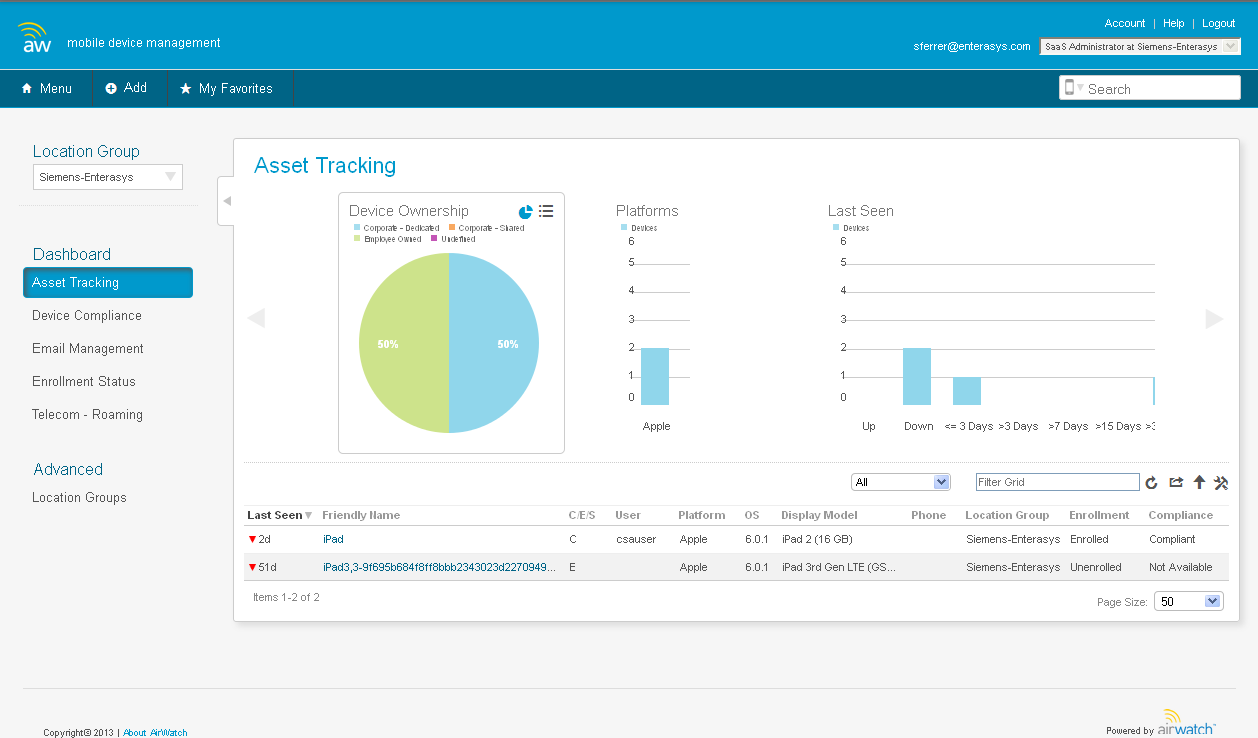 Account | Help | Logout
aw mobile device management
sferrer@enterasys.com SaaS Administrator at Siemens-Enterasys
Menu Add My Favorites Search
Location Group
Siemens-Enterasys
Dashboard
Asset Tracking
Device Compliance
Email Management
Enrollment Status
Telecom - Roaming
Advanced
Location Groups
Asset Tracking
Device Ownership
Corporate - Dedicated Corporate - Shared
Employee Owned Undefined
50% 50%
Platforms
Devices
6
5
4
3
2
1
0
Apple
Last Seen
Devices
6
5
4
3
2
1
0
Up Down <= 3 Days >3 Days >7 Days >15 Days >3
All Filter Grid
Last Seen Friendly Name C/E/S User Platform OS Display Model Phone Location Group Enrollment Compliance
2d iPad C csauser Apple 6.0.1 iPad 2 (16 GB) Siemens-Enterasys Enrolled Compliant
51d iPad3,3-9f695b684f8ff8bbb2343023d2270949... E Apple 6.0.1 iPad 3rd Gen LTE (GS... Siemens-Enterasys Unenrolled Not Available
Items 1-2 of 2
Page Size: 50
Copyright© 2013 | About AirWatch
Powered by airwatch™